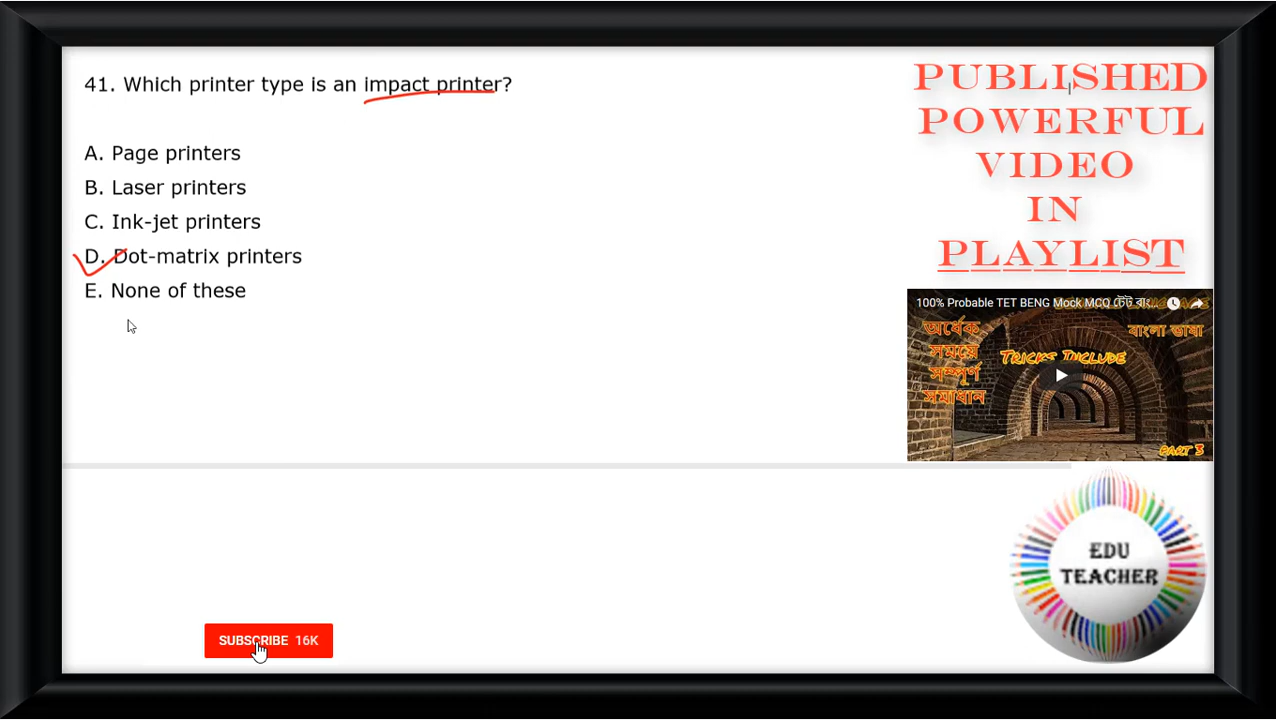 41. Which printer type is an impact printer?
A. Page printers
B. Laser printers
C. Ink-jet printers
D. Dot-matrix printers
E. None of these
PUBLISHED
POWERFUL
VIDEO
IN
PLAYLIST
100% Probable TET BENG Mock MCQ টেট বাং...
অর্ধেক
সময়ে
সম্পূর্ণ
সমাধান
বাংলা ভাষা
TRICKS INCLUDE
PART 3
EDU
TEACHER
SUBSCRIBE 16K